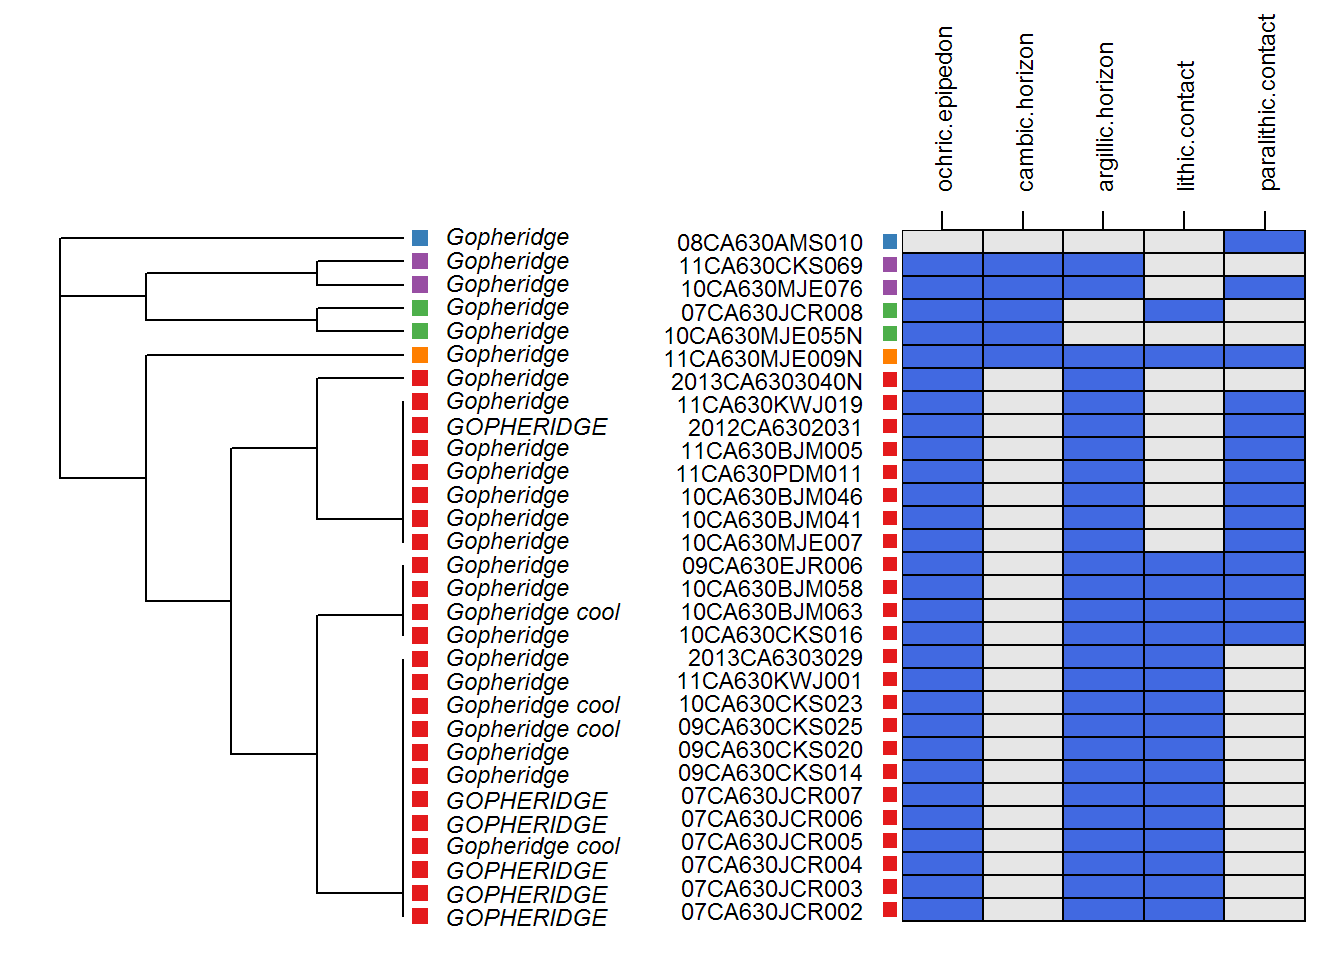 ochric.epipedon
cambic.horizon
argillic.horizon
lithic.contact
paralithic.contact
Gopheridge 08CA630AMS010
Gopheridge 11CA630CKS069
Gopheridge 10CA630MJE076
Gopheridge 07CA630JCR008
Gopheridge 10CA630MJE055N
Gopheridge 11CA630MJE009N
Gopheridge 2013CA6303040N
Gopheridge 11CA630KWJ019
GOPHERIDGE 2012CA6302031
Gopheridge 11CA630BJM005
Gopheridge 11CA630PDM011
Gopheridge 10CA630BJM046
Gopheridge 10CA630BJM041
Gopheridge 10CA630MJE007
Gopheridge 09CA630EJR006
Gopheridge 10CA630BJM058
Gopheridge cool 10CA630BJM063
Gopheridge 10CA630CKS016
Gopheridge 2013CA6303029
Gopheridge 11CA630KWJ001
Gopheridge cool 10CA630CKS023
Gopheridge cool 09CA630CKS025
Gopheridge 09CA630CKS020
Gopheridge 09CA630CKS014
GOPHERIDGE 07CA630JCR007
GOPHERIDGE 07CA630JCR006
Gopheridge cool 07CA630JCR005
GOPHERIDGE 07CA630JCR004
GOPHERIDGE 07CA630JCR003
GOPHERIDGE 07CA630JCR002